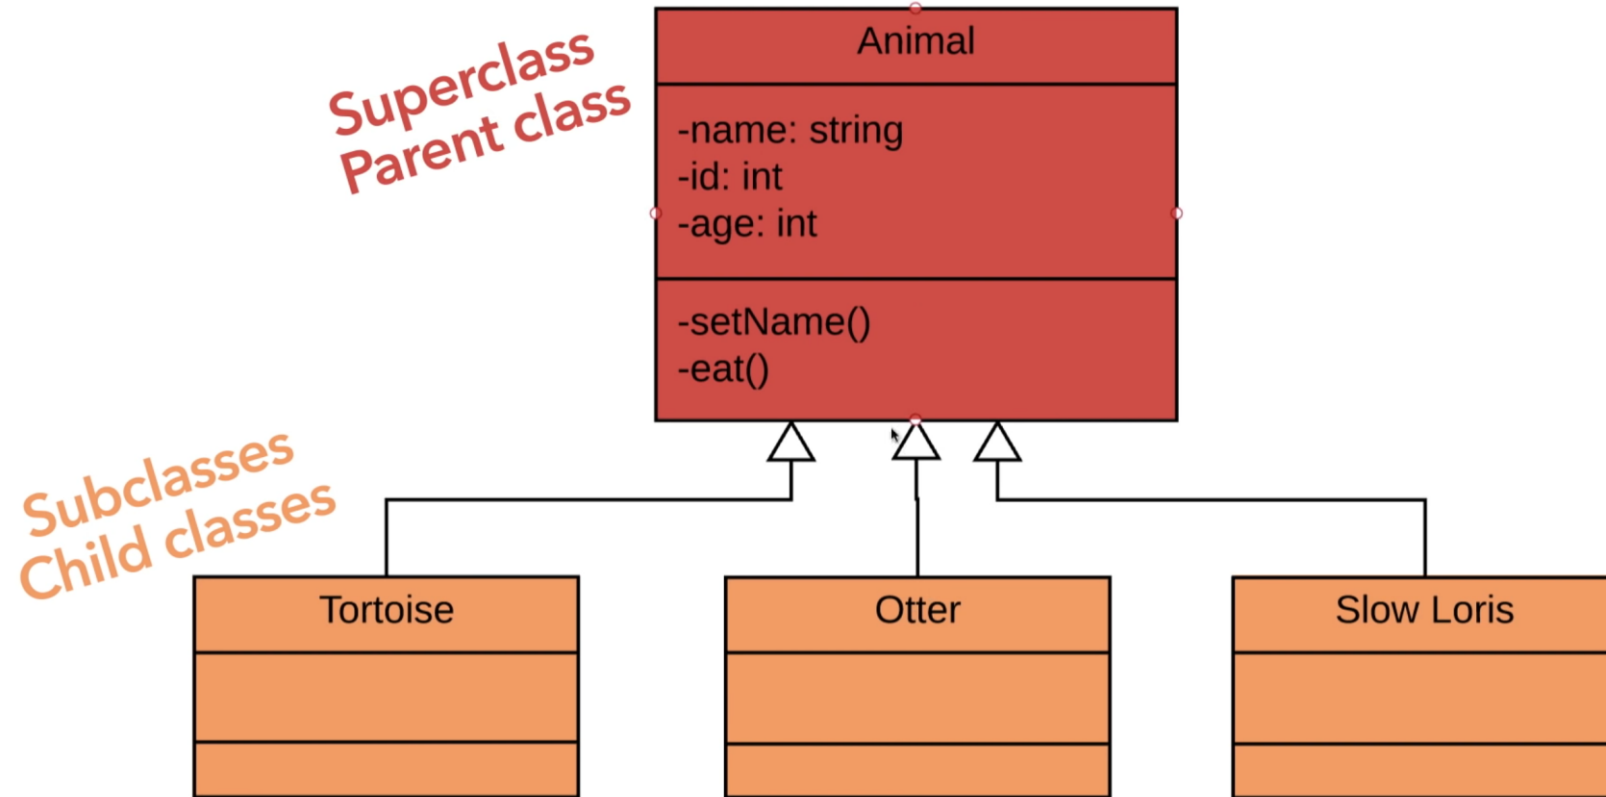 Superclass
Parent class
Animal
-name: string
-id: int
-age: int
-setName()
-eat()
Subclasses
Child classes
Tortoise
Otter
Slow Loris